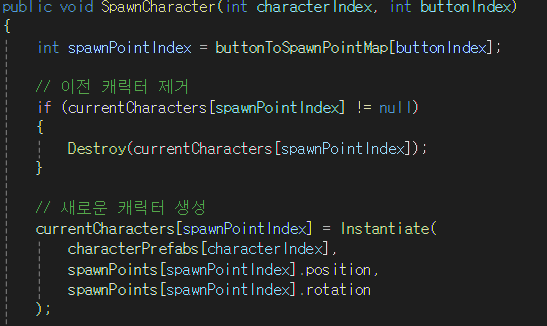 public void SpawnCharacter(int characterIndex, int buttonIndex)
{
int spawnPointIndex = buttonToSpawnPointMap[buttonIndex];
// 이전 캐릭터 제거
if (currentCharacters[spawnPointIndex] != null)
{
Destroy(currentCharacters[spawnPointIndex]);
}
// 새로운 캐릭터 생성
currentCharacters[spawnPointIndex] = Instantiate(
characterPrefabs[characterIndex],
spawnPoints[spawnPointIndex].position,
spawnPoints[spawnPointIndex].rotation
);